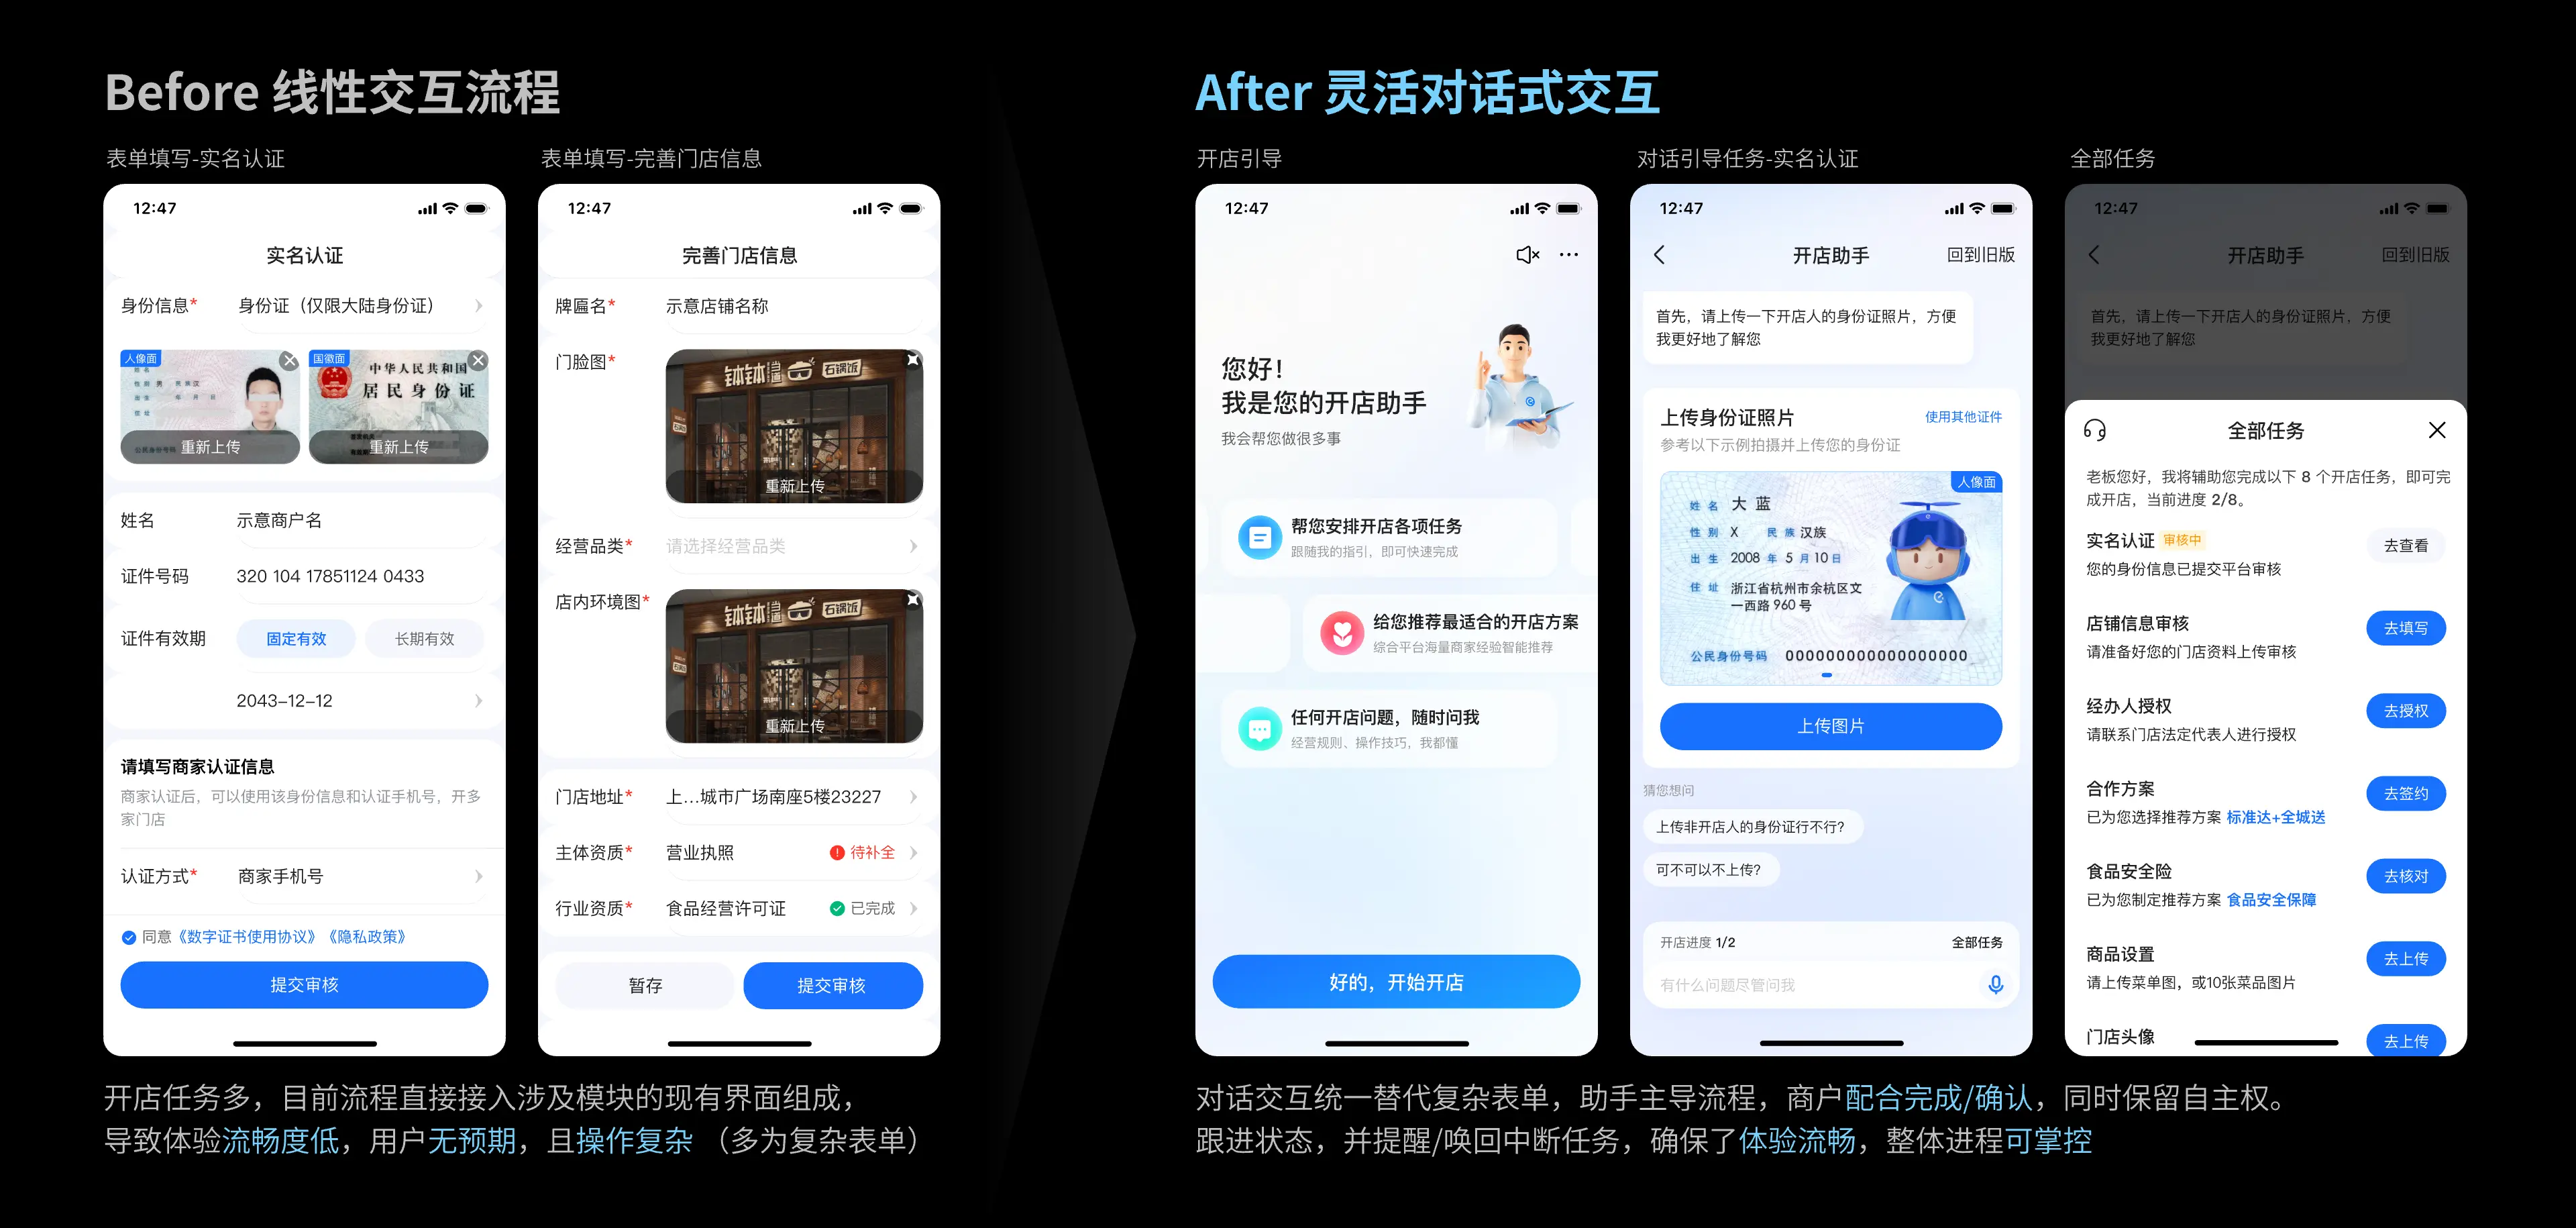 Before 线性交互流程
表单填写-实名认证
12:47
实名认证
身份信息* 身份证（仅限大陆身份证）
人像面
重新上传
国徽面
中华人民共和国
居民身份证
重新上传
姓名 示意商户名
证件号码 320 104 17851124 0433
证件有效期 固定有效 长期有效
2043-12-12
请填写商家认证信息
商家认证后，可以使用该身份信息和认证手机号，开多
家门店
认证方式* 商家手机号
同意《数字证书使用协议》《隐私政策》
提交审核
表单填写-完善门店信息
12:47
完善门店信息
牌匾名* 示意店铺名称
门脸图*
石锅饭
重新上传
经营品类* 请选择经营品类
店内环境图*
石锅饭
重新上传
门店地址* 上...城市广场南座5楼23227
主体资质* 营业执照 待补全
行业资质* 食品经营许可证 已完成
暂存 提交审核
开店任务多，目前流程直接接入涉及模块的现有界面组成，
导致体验流畅度低，用户无预期，且操作复杂（多为复杂表单）
After 灵活对话式交互
开店引导
12:47
您好！
我是您的开店助手
我会帮您做很多事
帮您安排开店各项任务
跟随我的指引，即可快速完成
给您推荐最适合的开店方案
综合平台海量商家经验智能推荐
任何开店问题，随时问我
经营规则、操作技巧，我都懂
好的，开始开店
对话引导任务-实名认证
12:47
开店助手 回到旧版
首先，请上传一下开店人的身份证照片，方便
我更好地了解您
上传身份证照片 使用其他证件
参考以下示例拍摄并上传您的身份证
人像面
姓名 大蓝
性别 X 民族 汉族
出生 2008 年 5 月 10 日
住址 浙江省杭州市余杭区文
一西路 960 号
公民身份号码 000000000000000000
上传图片
猜您想问
上传非开店人的身份证行不行?
可不可以不上传?
开店进度 1/2 全部任务
有什么问题尽管问我
全部任务
12:47
开店助手 回到旧版
首先，请上传一下开店人的身份证照片，方便
我更好地了解您
全部任务
老板您好，我将辅助您完成以下 8 个开店任务，即可完
成开店，当前进度 2/8。
实名认证 审核中 去查看
您的身份信息已提交平台审核
店铺信息审核 去填写
请准备好您的门店资料上传审核
经办人授权 去授权
请联系门店法定代表人进行授权
合作方案 去签约
已为您选择推荐方案 标准达+全城送
食品安全险 去核对
已为您制定推荐方案 食品安全保障
商品设置 去上传
请上传菜单图，或10张菜品图片
门店头像 去上传
对话交互统一替代复杂表单，助手主导流程，商户配合完成/确认，同时保留自主权。
跟进状态，并提醒/唤回中断任务，确保了体验流畅，整体进程可掌控